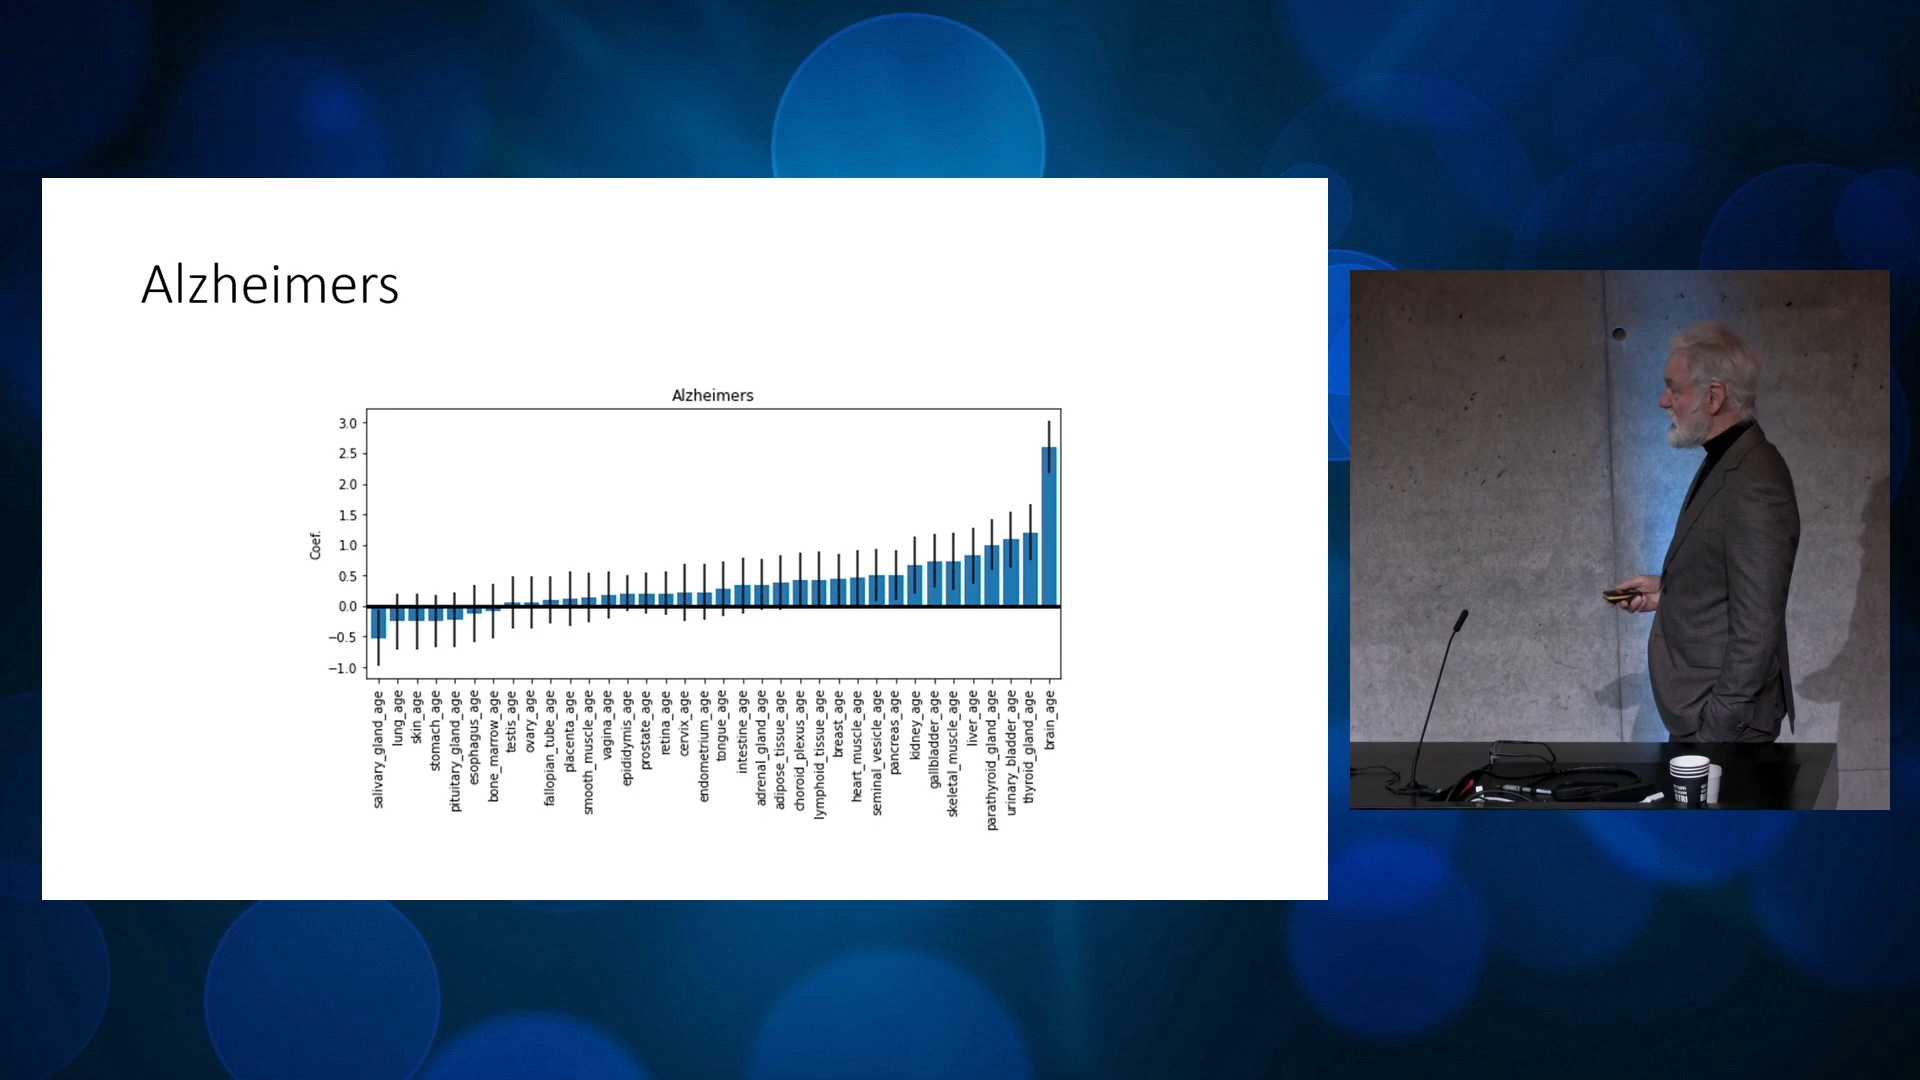 Alzheimers
Alzheimers
3.0
2.5
2.0
1.5
1.0
0.5
0.0
−0.5
−1.0
Coef.
salivary_gland_age
lung_age
skin_age
stomach_age
pituitary_gland_age
esophagus_age
bone_marrow_age
testis_age
ovary_age
fallopian_tube_age
placenta_age
smooth_muscle_age
vagina_age
epididymis_age
prostate_age
retina_age
cervix_age
endometrium_age
tongue_age
intestine_age
adrenal_gland_age
adipose_tissue_age
choroid_plexus_age
lymphoid_tissue_age
breast_age
heart_muscle_age
seminal_vesicle_age
pancreas_age
kidney_age
gallbladder_age
skeletal_muscle_age
liver_age
parathyroid_gland_age
urinary_bladder_age
thyroid_gland_age
brain_age